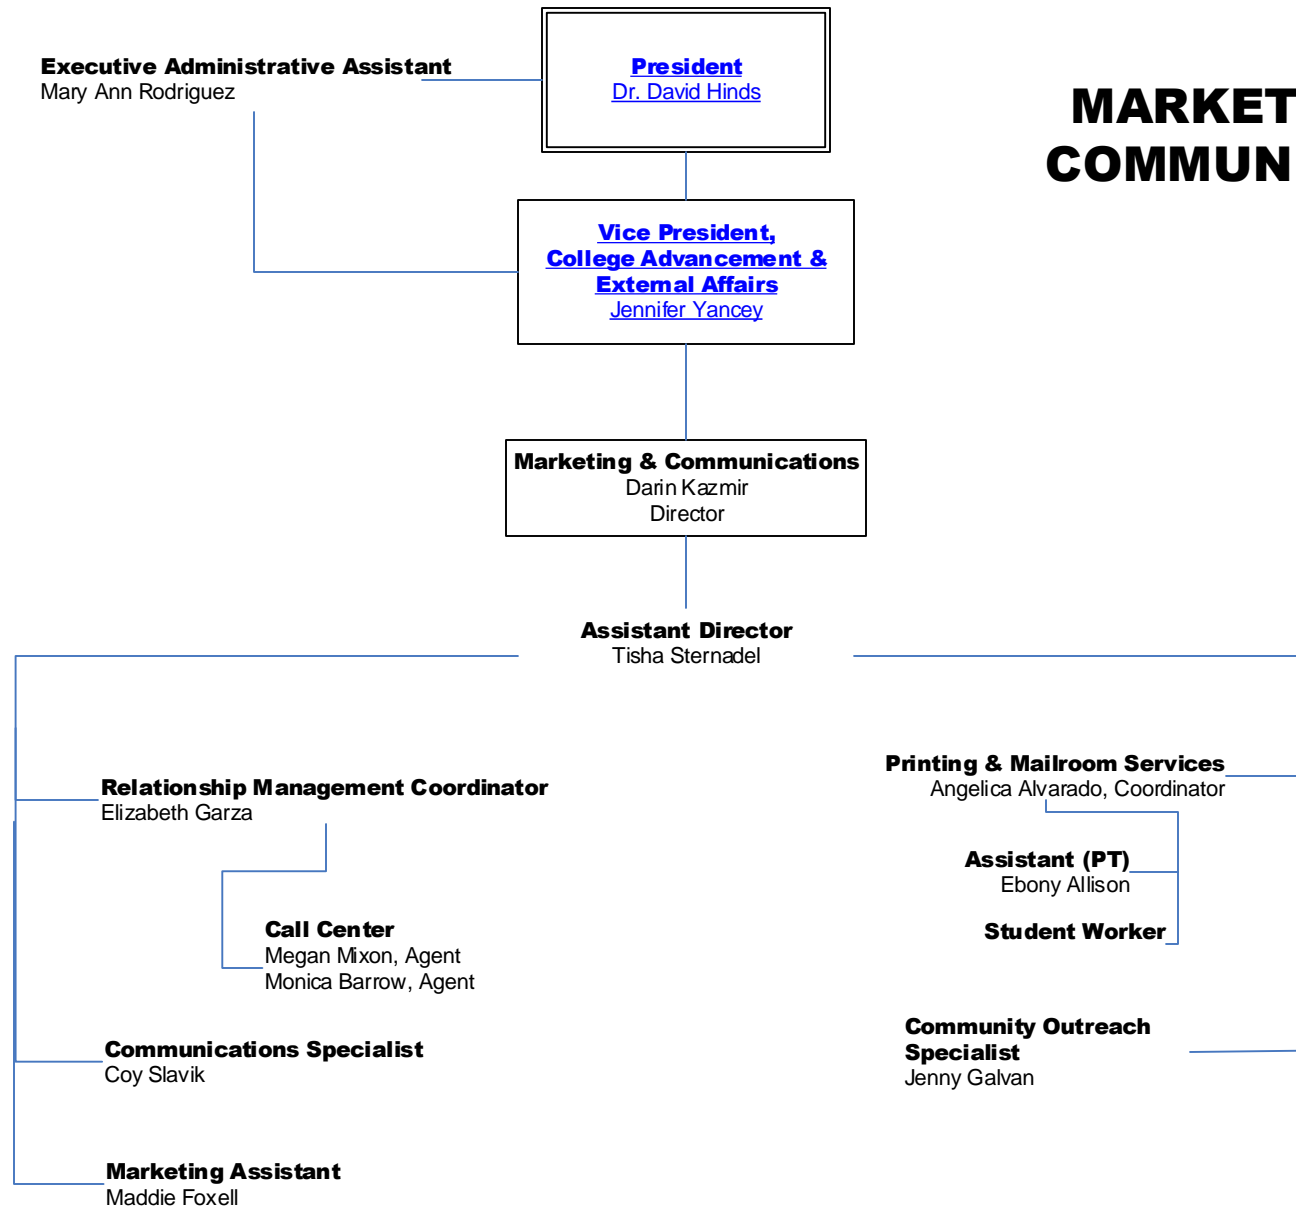 Executive Administrative Assistant
Mary Ann Rodriguez
President
Dr. David Hinds
MARKET
COMMUN
Vice President,
College Advancement &
External Affairs
Jennifer Yancey
Marketing & Communications
Darin Kazmir
Director
Assistant Director
Tisha Sternadel
Relationship Management Coordinator
Elizabeth Garza
Call Center
Megan Mixon, Agent
Monica Barrow, Agent
Communications Specialist
Coy Slavik
Marketing Assistant
Maddie Foxell
Printing & Mailroom Services
Angelica Alvarado, Coordinator
Assistant (PT)
Ebony Allison
Student Worker
Community Outreach
Specialist
Jenny Galvan